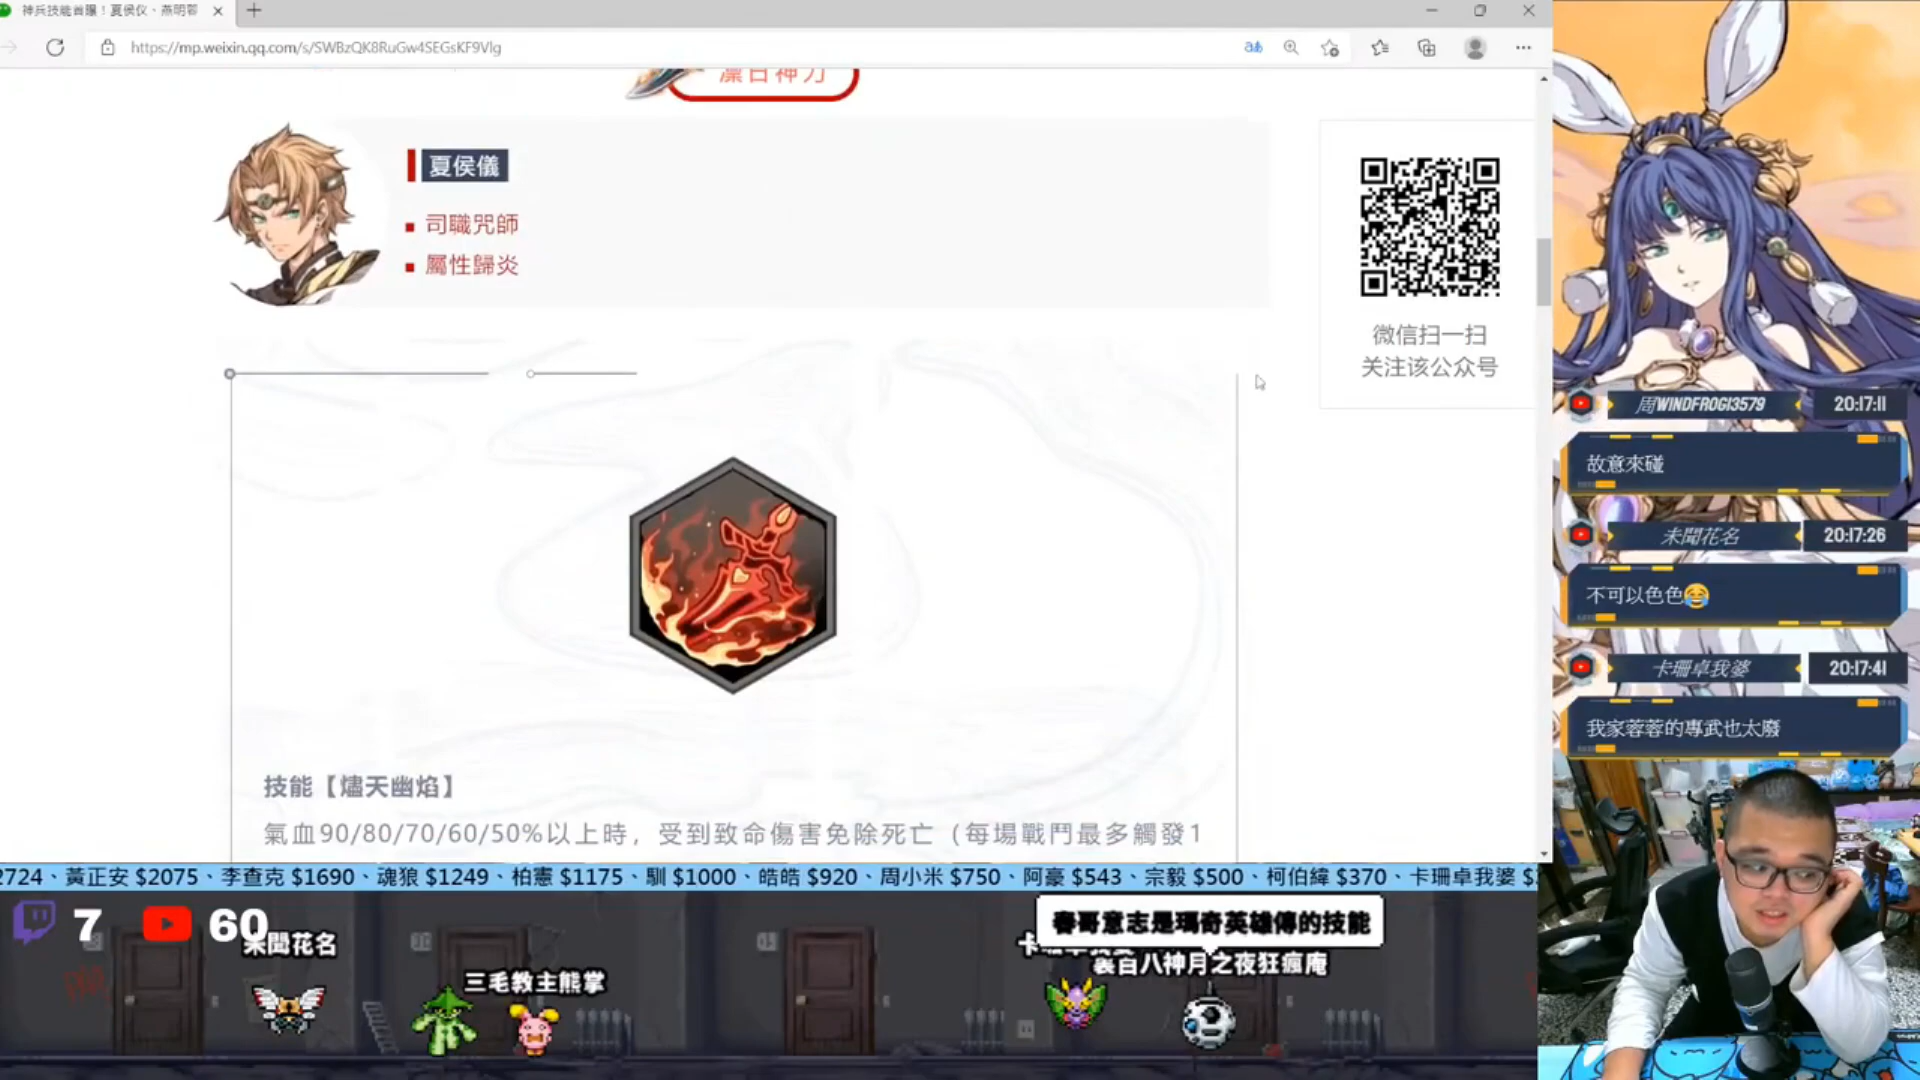 神兵技能首曝！夏侯仪、燕明蓉
https://mp.weixin.qq.com/s/SWBzQK8RuGw4SEGsKF9Vlg
凛日神刀
夏侯儀
司職咒師
屬性歸炎
微信扫一扫
关注该公众号
技能【燼天幽焰】
氣血90/80/70/60/50%以上時，受到致命傷害免除死亡（每場戰鬥最多觸發1
周WINDFROG13579
20:17:11
故意來碰
未聞花名
20:17:26
不可以色色😂
卡珊卓我婆
20:17:41
我家蓉蓉的專武也太廢
2724、黃正安 $2075、李查克 $1690、魂狼 $1249、柏憲 $1175、馴 $1000、皓皓 $920、周小米 $750、阿豪 $543、宗毅 $500、柯伯緯 $370、卡珊卓我婆 $
7
60
未聞花名
三毛教主熊掌
春哥意志是瑪奇英雄傳的技能
裏百八神月之夜狂瘋庵